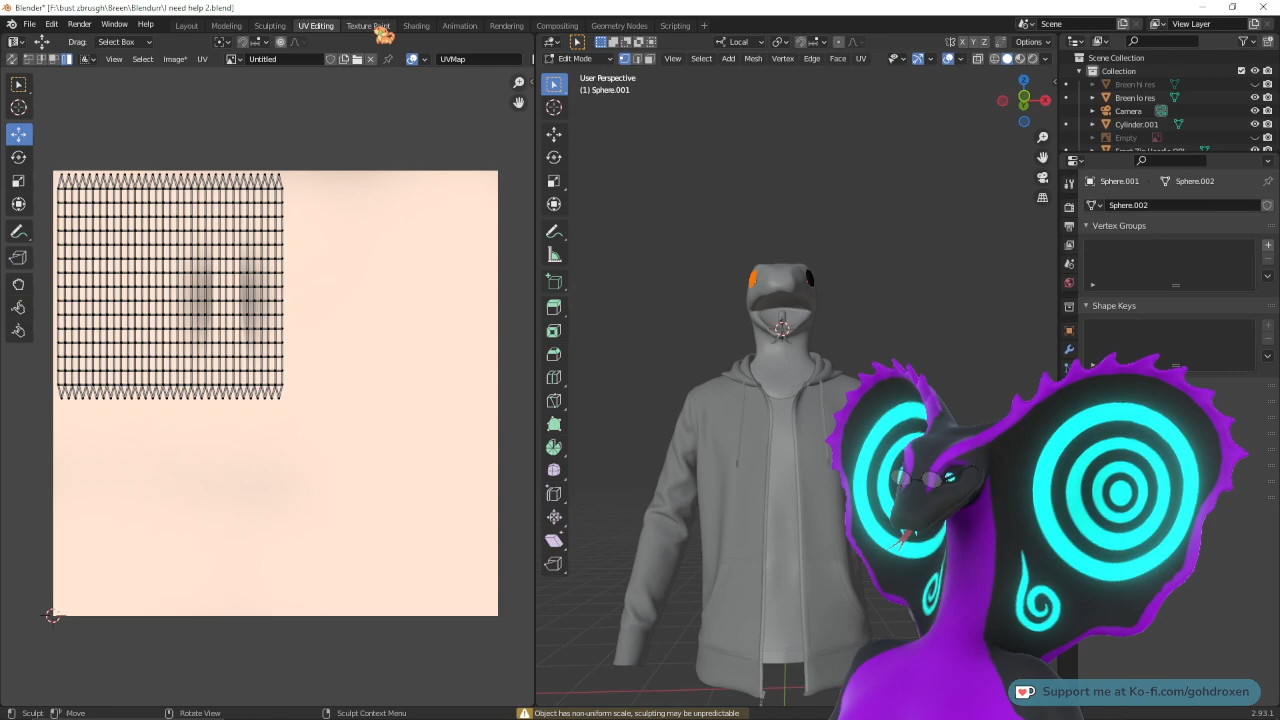 Blender* [F:\bust zbrusgh\Breen\Blendurr\I need help 2.blend]
File Edit Render Window Help Layout Modeling Sculpting UV Editing Texture Paint Shading Animation Rendering Compositing Geometry Nodes Scripting + Scene View Layer
Drag: Select Box Local X Y Z Options
View Select Image* UV Untitled UVMap Edit Mode View Select Add Mesh Vertex Edge Face UV
User Perspective
(1) Sphere.001
Scene Collection
Collection
Breen hi res
Breen lo res
Camera
Cylinder.001
Empty
Sphere.001 Sphere.002
Sphere.002
Vertex Groups
Shape Keys
Support me at Ko-fi.com/gohdroxen
Sculpt Move Rotate View Sculpt Context Menu Object has non-uniform scale, sculpting may be unpredictable 2.93.1